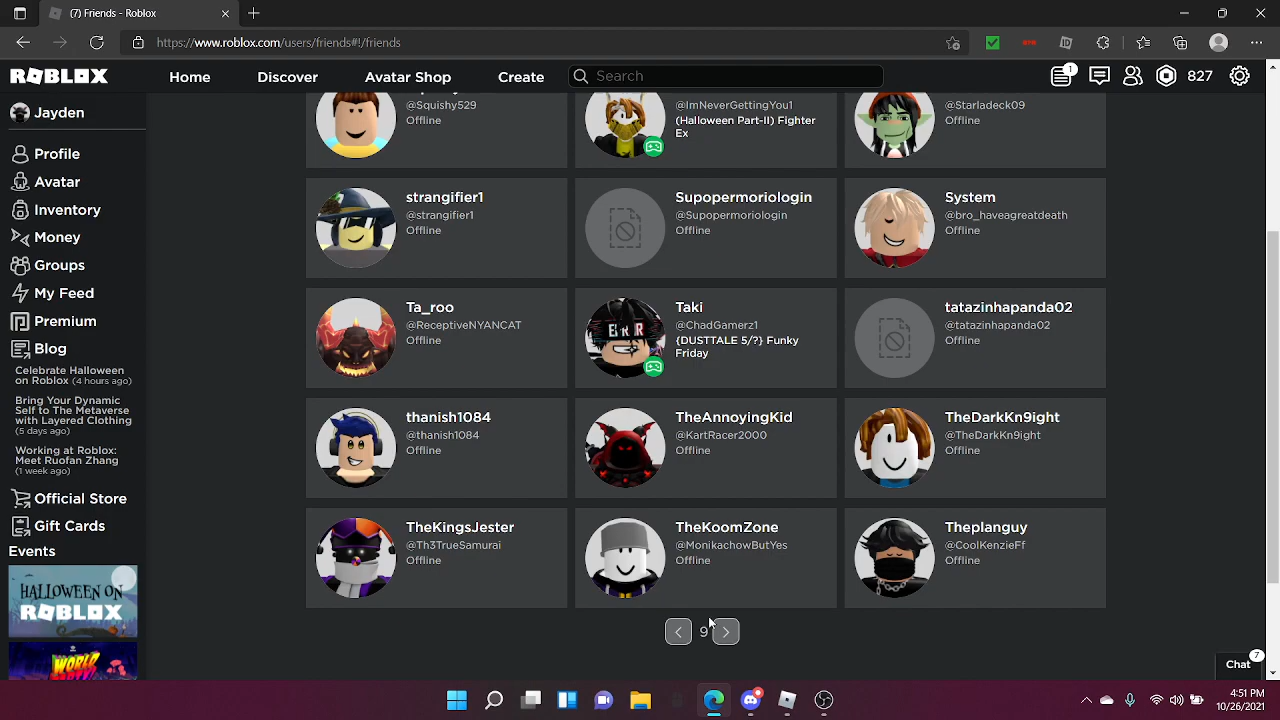 (7) Friends - Roblox
https://www.roblox.com/users/friends#!/friends
ROBLOX
Home
Discover
Avatar Shop
Create
Search
1
827
Jayden
Profile
Avatar
Inventory
Money
Groups
My Feed
Premium
Blog
Celebrate Halloween
on Roblox (4 hours ago)
Bring Your Dynamic
Self to The Metaverse
with Layered Clothing
(5 days ago)
Working at Roblox:
Meet Ruofan Zhang
(1 week ago)
Official Store
Gift Cards
Events
HALLOWEEN ON
ROBLOX
WORLD
PARTY!
@Squishy529
Offline
@ImNeverGettingYou1
(Halloween Part-II) Fighter
Ex
@Starladeck09
Offline
strangifier1
@strangifier1
Offline
Supopermoriologin
@Supopermoriologin
Offline
System
@bro_haveagreatdeath
Offline
Ta_roo
@ReceptiveNYANCAT
Offline
Taki
@ChadGamerz1
{DUSTTALE 5/?} Funky
Friday
tatazinhapanda02
@tatazinhapanda02
Offline
thanish1084
@thanish1084
Offline
TheAnnoyingKid
@KartRacer2000
Offline
TheDarkKn9ight
@TheDarkKn9ight
Offline
TheKingsJester
@Th3TrueSamurai
Offline
TheKoomZone
@MonikachowButYes
Offline
Theplanguy
@CoolKenzieFf
Offline
9
Chat
7
4:51 PM
10/26/2021